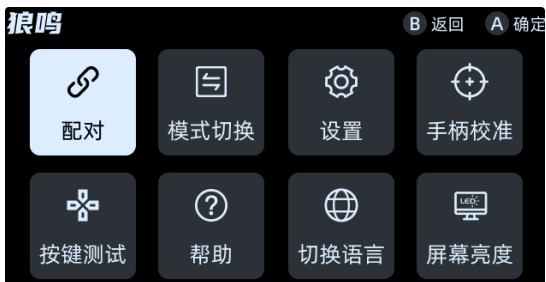 狼鸣
B 返回 A 确定
配对 模式切换 设置 手柄校准
LED
按键测试 帮助 切换语言 屏幕亮度